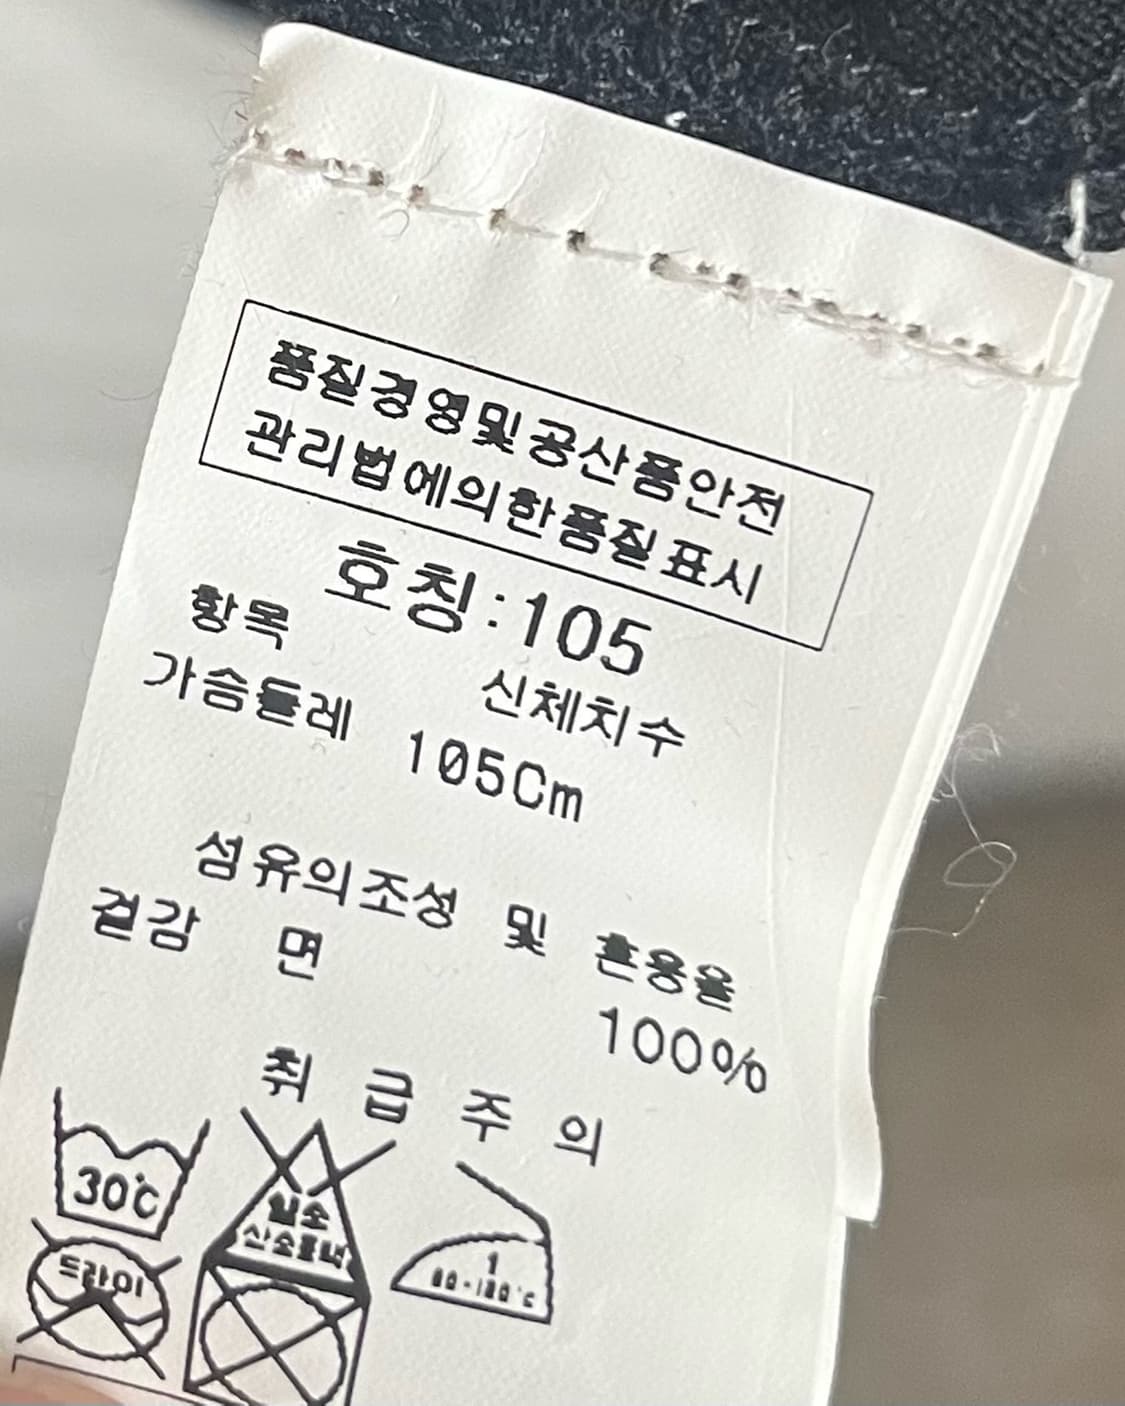 품질경영및공산품안전
관리법에의한품질표시
호칭:105
항목 신체치수
가슴둘레 105Cm
섬유의조성 및 혼용율
겉감 면 100%
취급주의
30℃
염소
산소표백
1
80-120℃
드라이